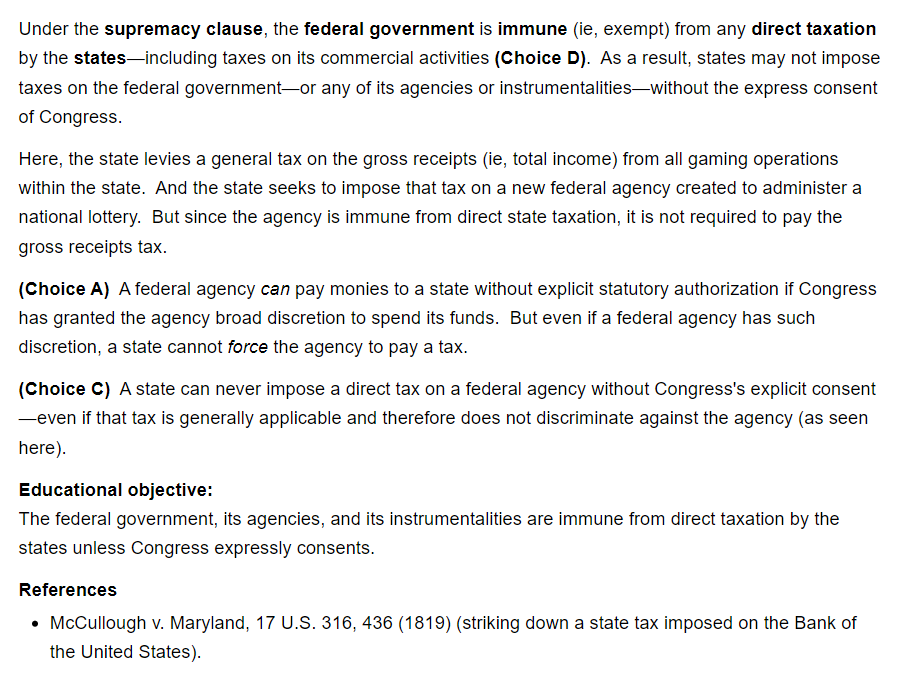 Under the supremacy clause, the federal government is immune (ie, exempt) from any direct taxation
by the states—including taxes on its commercial activities (Choice D). As a result, states may not impose
taxes on the federal government—or any of its agencies or instrumentalities—without the express consent
of Congress.
Here, the state levies a general tax on the gross receipts (ie, total income) from all gaming operations
within the state. And the state seeks to impose that tax on a new federal agency created to administer a
national lottery. But since the agency is immune from direct state taxation, it is not required to pay the
gross receipts tax.
(Choice A) A federal agency can pay monies to a state without explicit statutory authorization if Congress
has granted the agency broad discretion to spend its funds. But even if a federal agency has such
discretion, a state cannot force the agency to pay a tax.
(Choice C) A state can never impose a direct tax on a federal agency without Congress's explicit consent
—even if that tax is generally applicable and therefore does not discriminate against the agency (as seen
here).
Educational objective:
The federal government, its agencies, and its instrumentalities are immune from direct taxation by the
states unless Congress expressly consents.
References
• McCullough v. Maryland, 17 U.S. 316, 436 (1819) (striking down a state tax imposed on the Bank of
the United States).